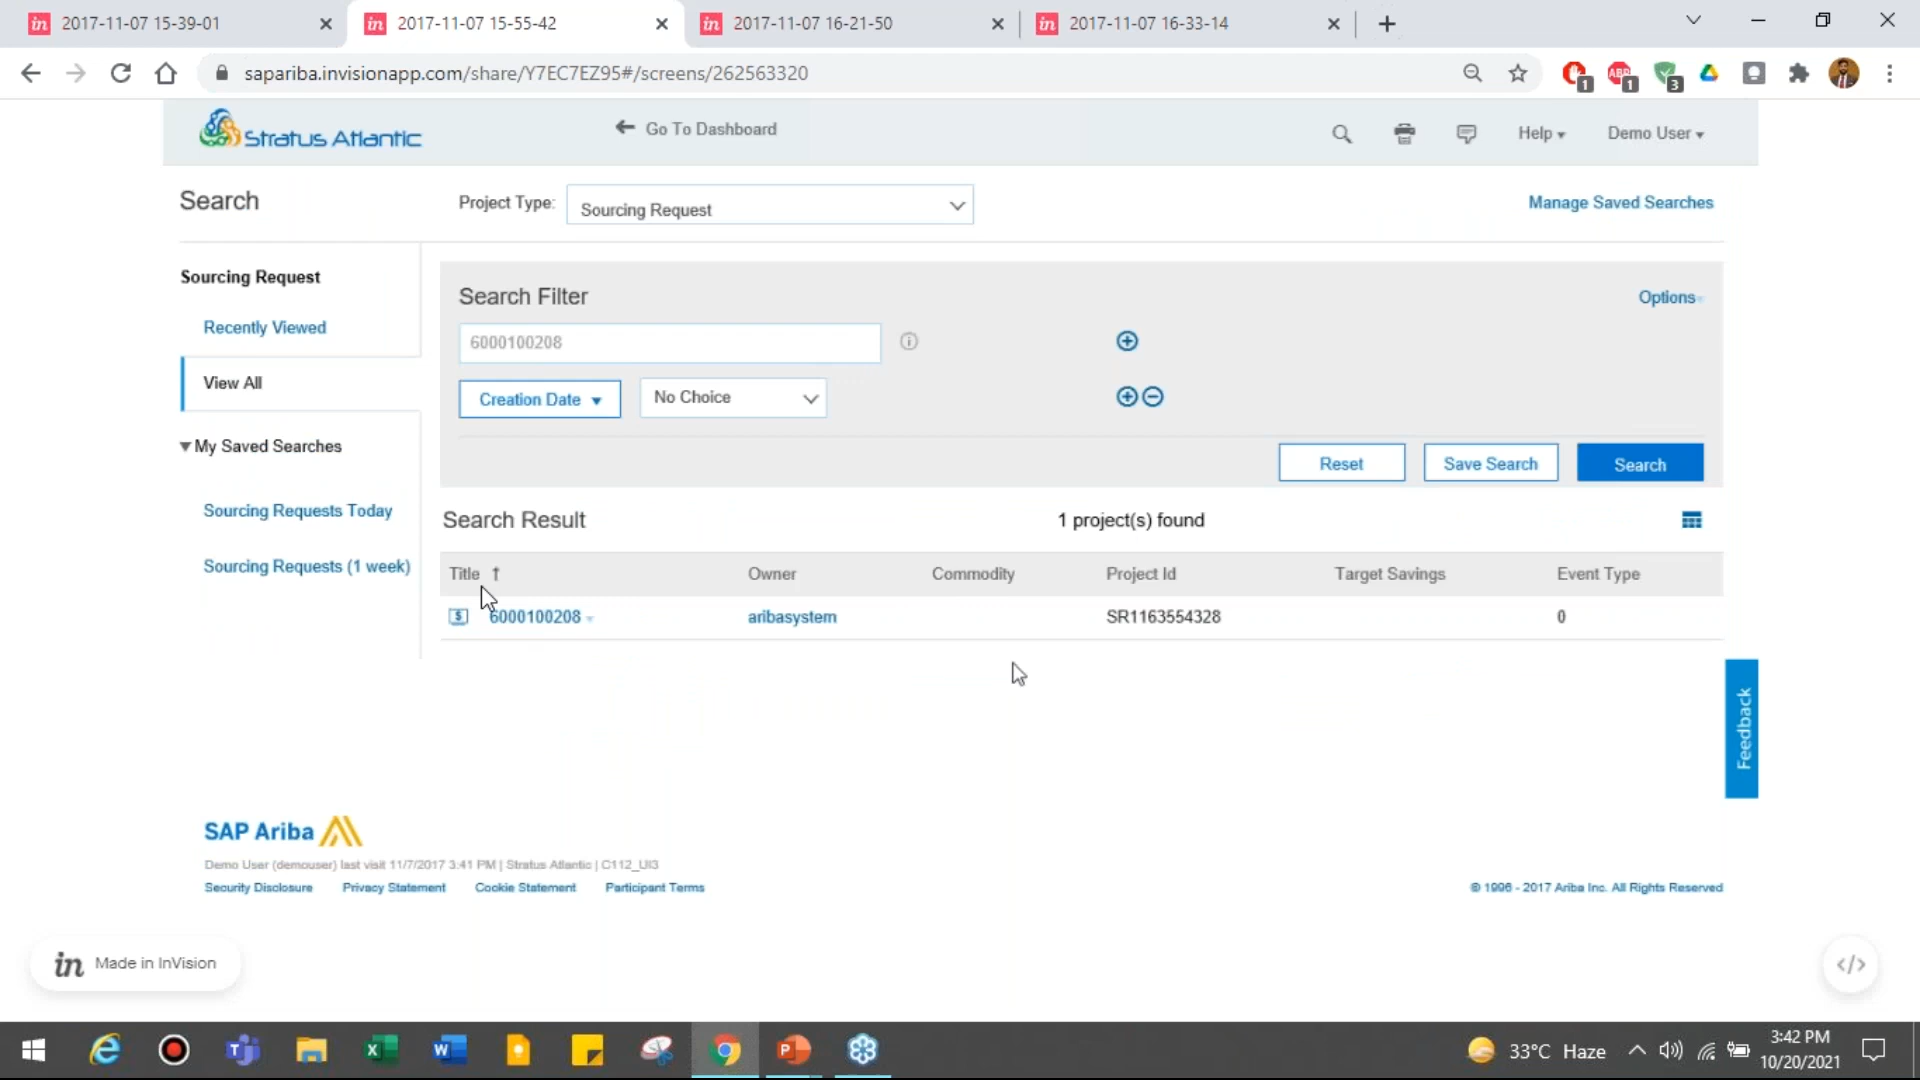 2017-11-07 15-39-01
2017-11-07 15-55-42
2017-11-07 16-21-50
2017-11-07 16-33-14
sapariba.invisionapp.com/share/Y7EC7EZ95#/screens/262563320
1
ABP
1
3
Stratus Atlantic
Go To Dashboard
Help
Demo User
Search
Project Type:
Sourcing Request
Manage Saved Searches
Sourcing Request
Recently Viewed
View All
My Saved Searches
Sourcing Requests Today
Sourcing Requests (1 week)
Search Filter
Options
6000100208
Creation Date
No Choice
Reset
Save Search
Search
Search Result
1 project(s) found
Title ↑
Owner
Commodity
Project Id
Target Savings
Event Type
$
6000100208
aribasystem
SR1163554328
0
Feedback
SAP Ariba
Demo User (demouser) last visit 11/7/2017 3:41 PM | Stratus Atlantic | C112_UI3
Security Disclosure
Privacy Statement
Cookie Statement
Participant Terms
© 1996 - 2017 Ariba Inc. All Rights Reserved
in Made in InVision
</>
33°C Haze
3:42 PM
10/20/2021